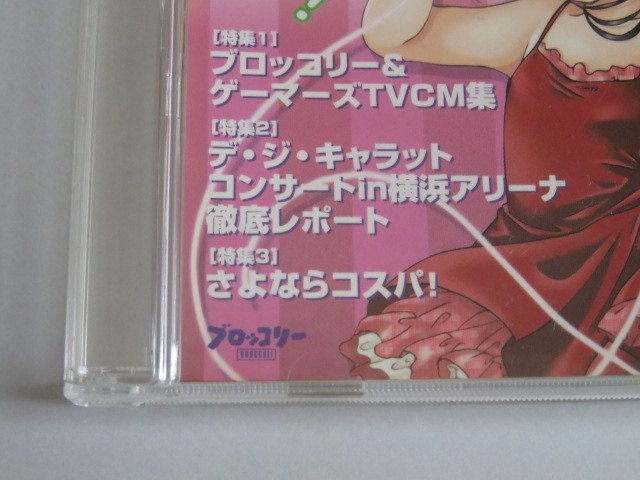 [特集1]
ブロッコリー&
ゲーマーズTVCM集
[特集2]
デ・ジ・キャラット
コンサートin横浜アリーナ
徹底レポート
[特集3]
さよならコスパ!
ブロッコリー
BROCCOLI